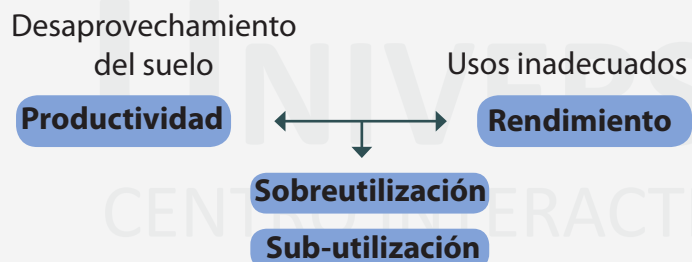 Desaprovechamiento
del suelo
Usos inadecuados
Productividad
Rendimiento
Sobreutilización
Sub-utilización